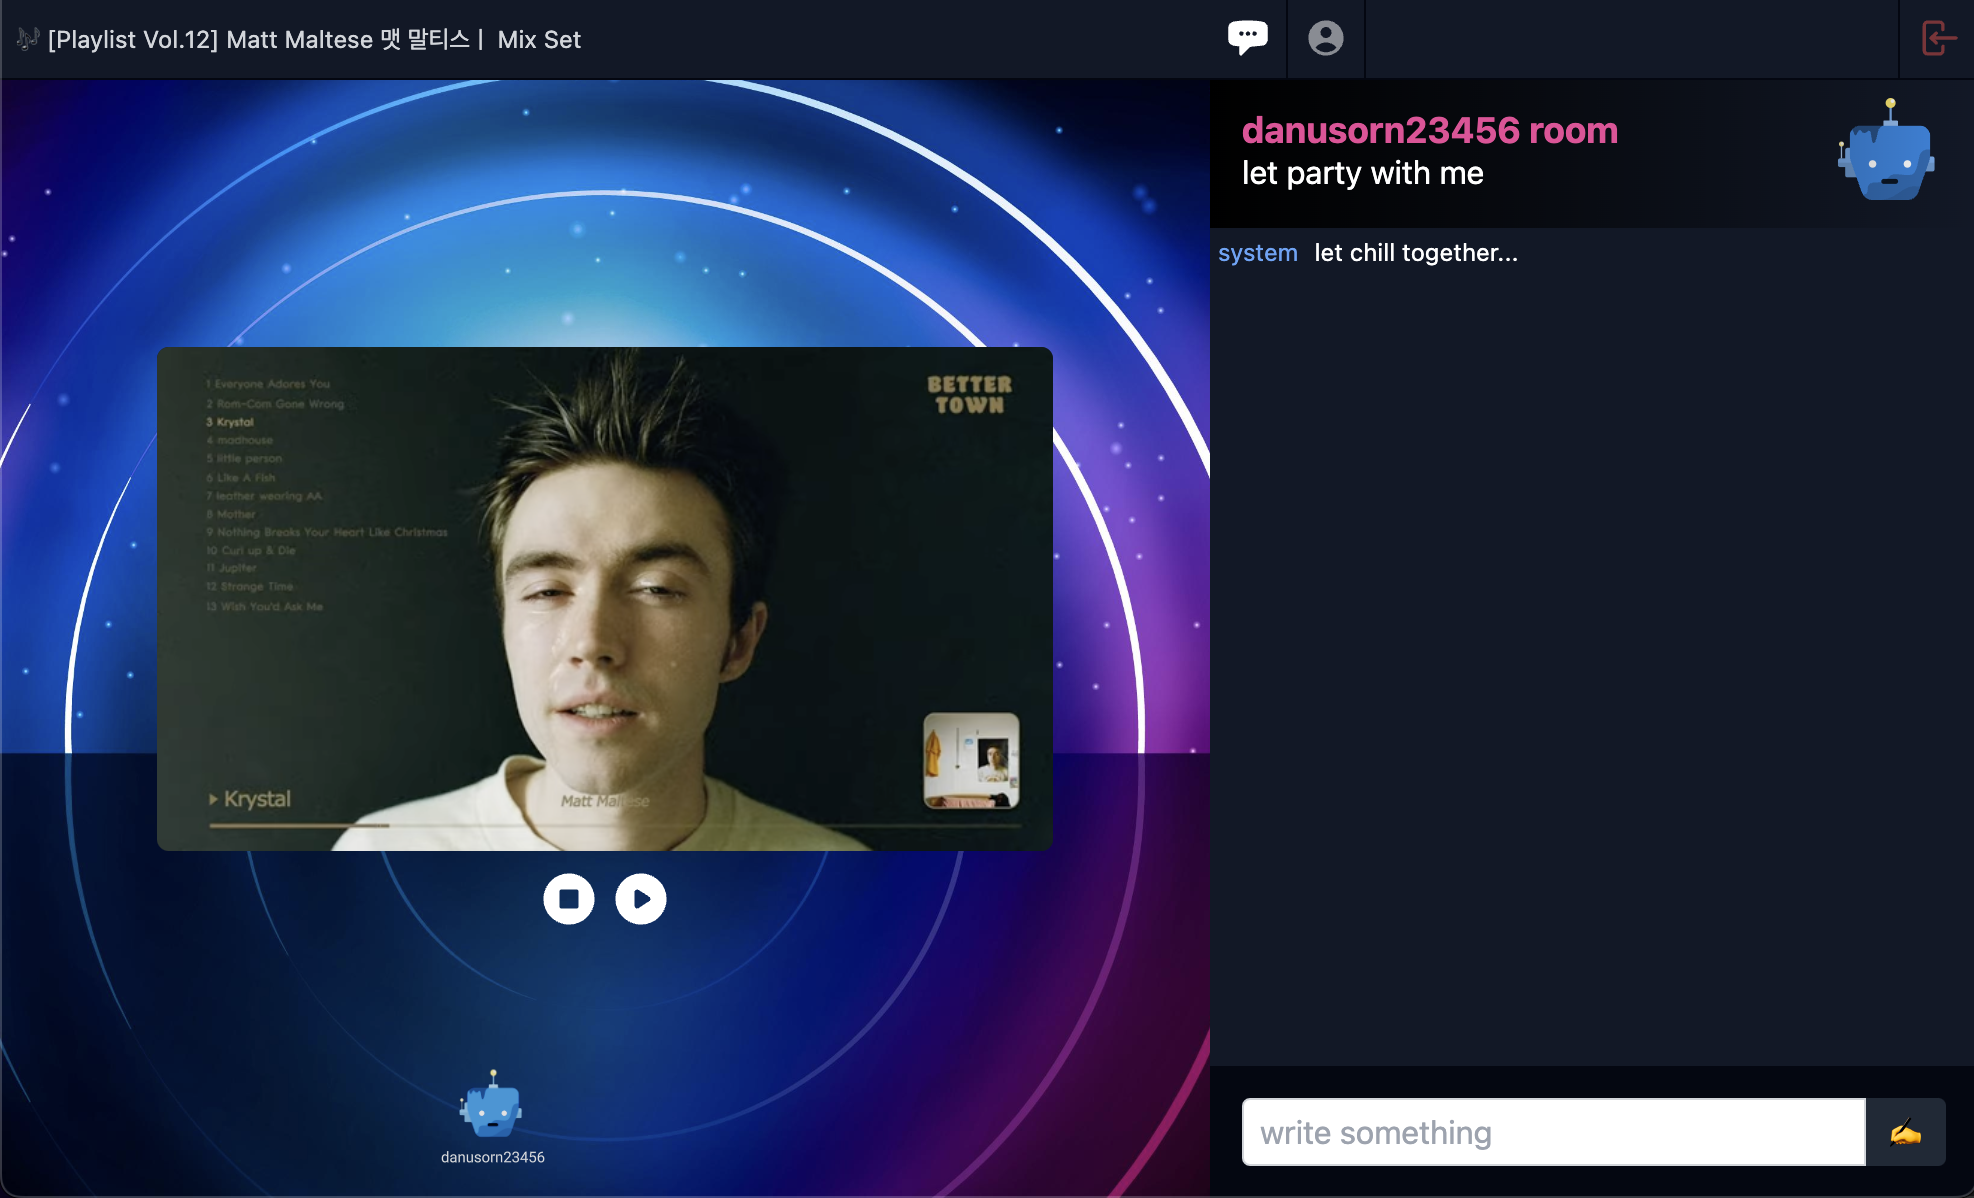 [Playlist Vol.12] Matt Maltese 맷 말티스 | Mix Set
1 Everyone Adores You
2 Rom-Com Gone Wrong
3 Krystal
4 madhouse
5 little person
6 Like A Fish
7 leather wearing AA
8 Mother
9 Nothing Breaks Your Heart Like Christmas
10 Curl up & Die
11 Jupiter
12 Strange Time
13 Wish You'd Ask Me
BETTER
TOWN
Krystal
Matt Maltese
danusorn23456
danusorn23456 room
let party with me
system let chill together...
write something